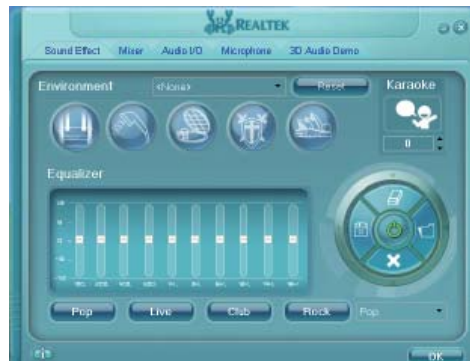 REALTEK
Sound Effect Mixer Audio I/O Microphone 3D Audio Demo
Environment <None> Reset Karaoke
0
Equalizer
Pop Live Club Rock Pop
OK